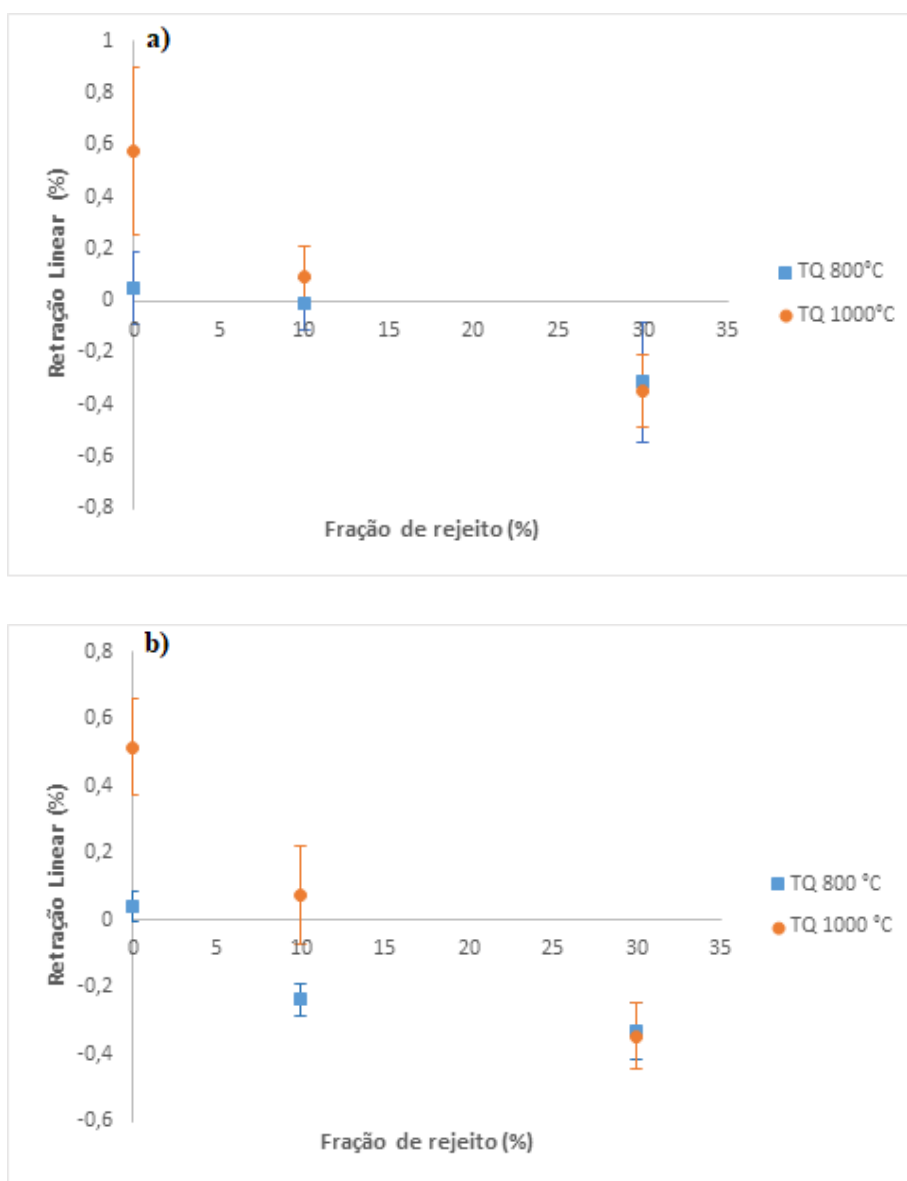 a)
1
0,8
0,6
0,4
0,2
0
-0,2
-0,4
-0,6
-0,8
Retração Linear (%)
0 5 10 15 20 25 30 35
Fração de rejeito (%)
TQ 800°C
TQ 1000°C
b)
0,8
0,6
0,4
0,2
0
-0,2
-0,4
-0,6
Retração Linear (%)
0 5 10 15 20 25 30 35
Fração de rejeito (%)
TQ 800 °C
TQ 1000 °C